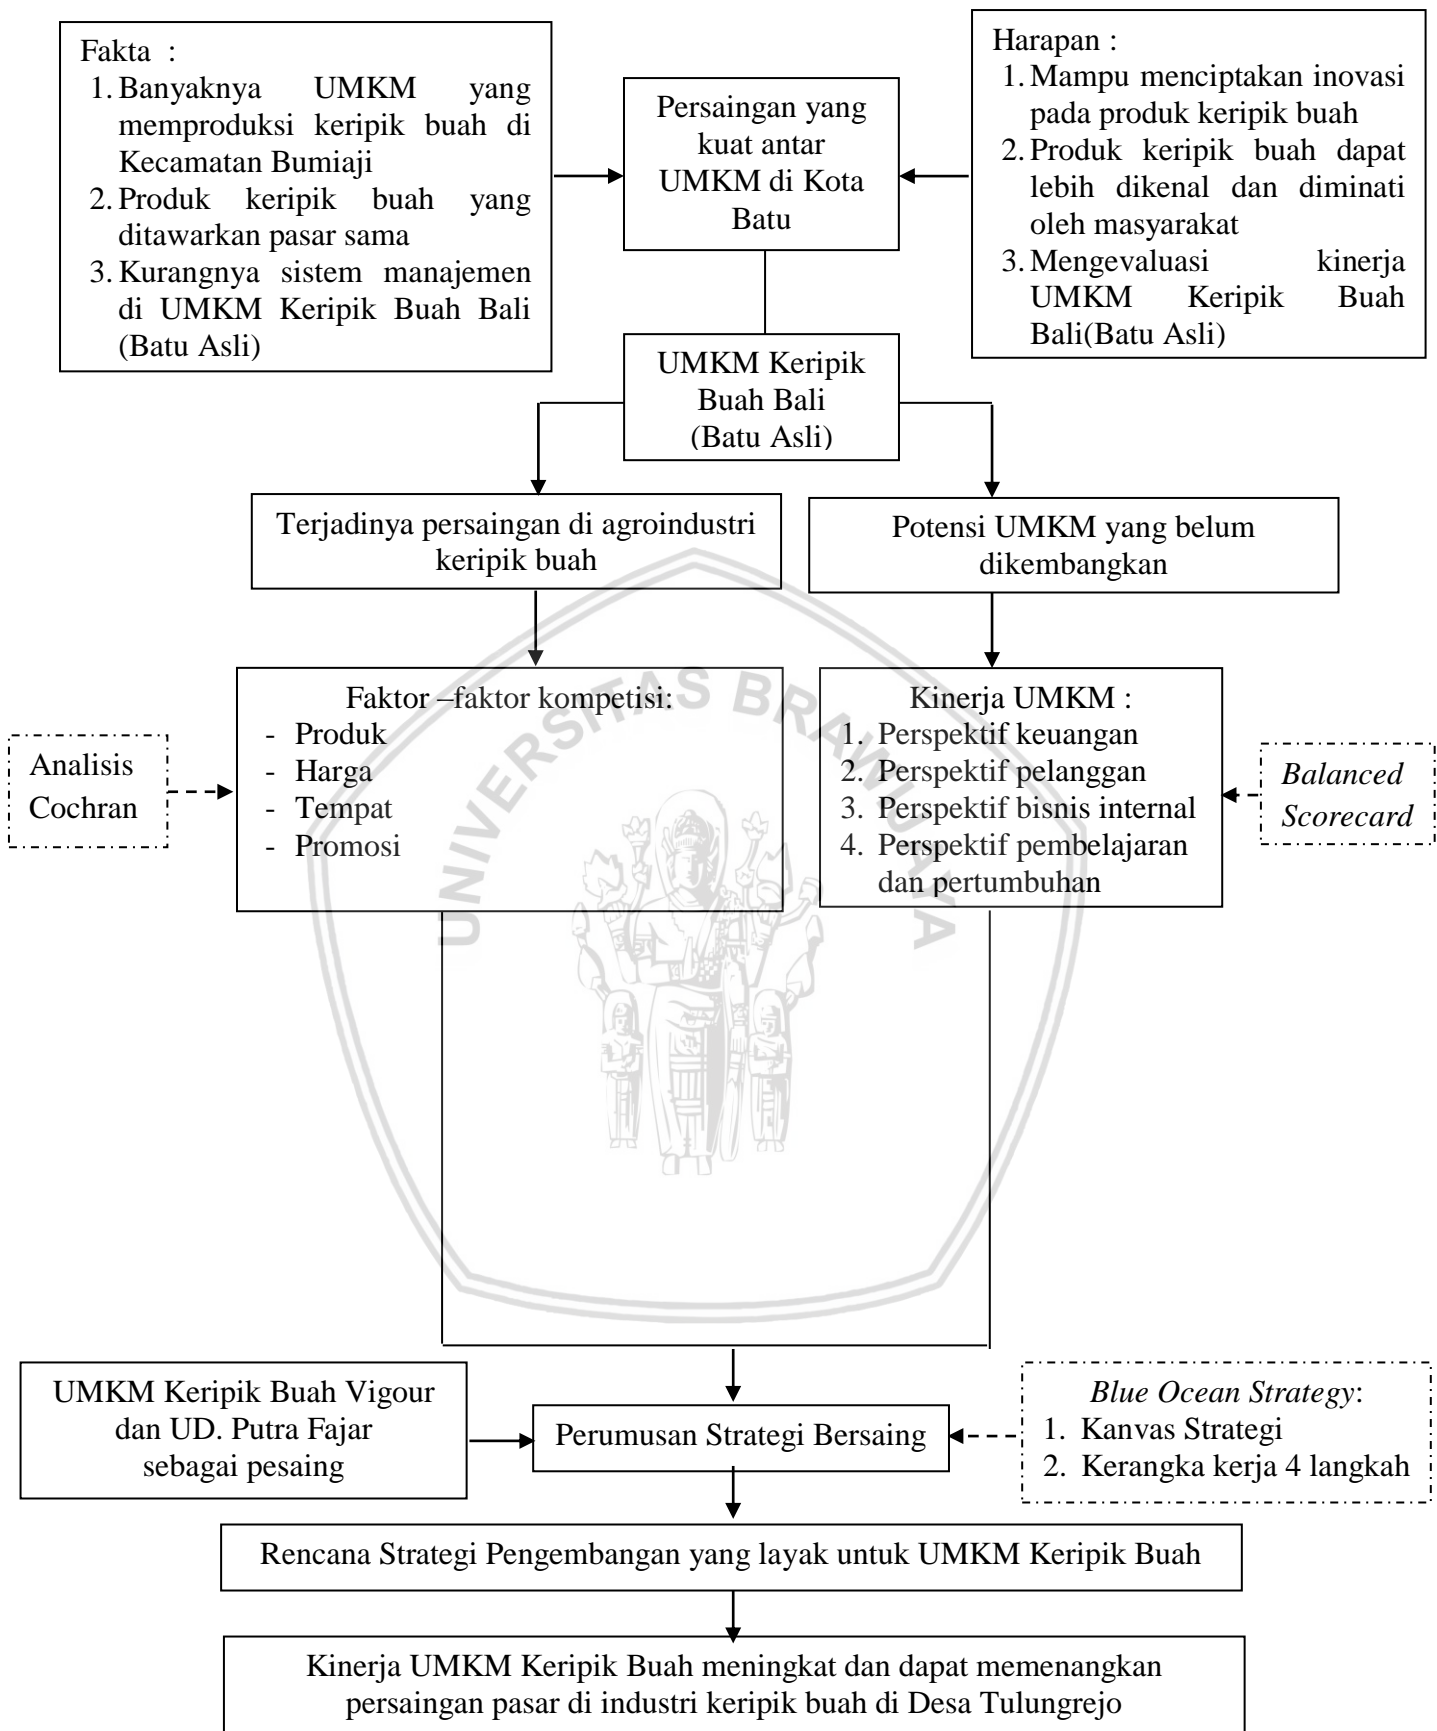 Fakta :
1. Banyaknya UMKM yang
memproduksi keripik buah di
Kecamatan Bumiaji
2. Produk keripik buah yang
ditawarkan pasar sama
3. Kurangnya sistem manajemen
di UMKM Keripik Buah Bali
(Batu Asli)
Persaingan yang
kuat antar
UMKM di Kota
Batu
Harapan :
1. Mampu menciptakan inovasi
pada produk keripik buah
2. Produk keripik buah dapat
lebih dikenal dan diminati
oleh masyarakat
3. Mengevaluasi kinerja
UMKM Keripik Buah
Bali(Batu Asli)
UMKM Keripik
Buah Bali
(Batu Asli)
Terjadinya persaingan di agroindustri
keripik buah
Potensi UMKM yang belum
dikembangkan
Analisis
Cochran
Faktor –faktor kompetisi:
- Produk
- Harga
- Tempat
- Promosi
Kinerja UMKM :
1. Perspektif keuangan
2. Perspektif pelanggan
3. Perspektif bisnis internal
4. Perspektif pembelajaran
dan pertumbuhan
Balanced
Scorecard
UNIVERSITAS BRAWIJAYA
UMKM Keripik Buah Vigour
dan UD. Putra Fajar
sebagai pesaing
Perumusan Strategi Bersaing
Blue Ocean Strategy:
1. Kanvas Strategi
2. Kerangka kerja 4 langkah
Rencana Strategi Pengembangan yang layak untuk UMKM Keripik Buah
Kinerja UMKM Keripik Buah meningkat dan dapat memenangkan
persaingan pasar di industri keripik buah di Desa Tulungrejo